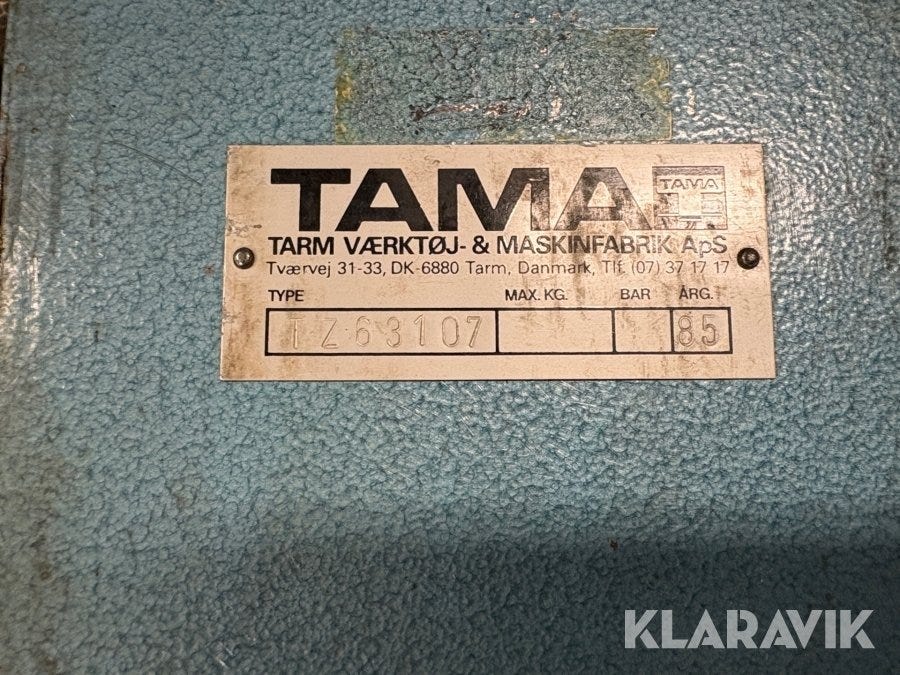 TAMA TAMA
TARM VÆRKTØJ- & MASKINFABRIK ApS
Tværvej 31-33, DK-6880 Tarm, Danmark, Tlf. (07) 37 17 17
TYPE MAX. KG. BAR ÅRG.
TZ63107 85
KLARAVIK